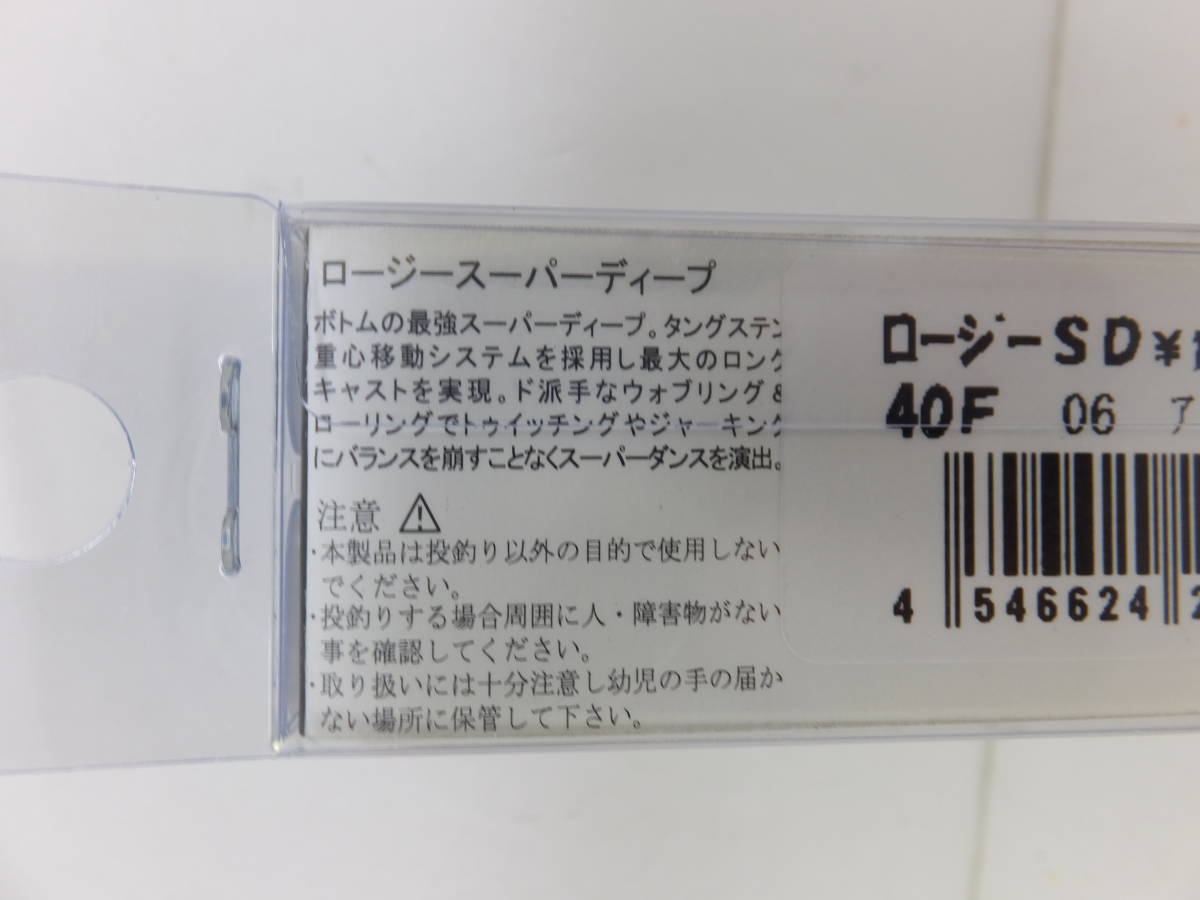 ロージースーパーディープ
ボトムの最強スーパーディープ。タングステン
重心移動システムを採用し最大のロング
キャストを実現。ド派手なウォブリング&
ローリングでトゥイッチングやジャーキング
にバランスを崩すことなくスーパーダンスを演出。
注意
・本製品は投釣り以外の目的で使用しない
でください。
・投釣りする場合周囲に人・障害物がない
事を確認してください。
・取り扱いには十分注意し幼児の手の届か
ない場所に保管して下さい。
ロージーSD¥
40F 06 7
4 546624